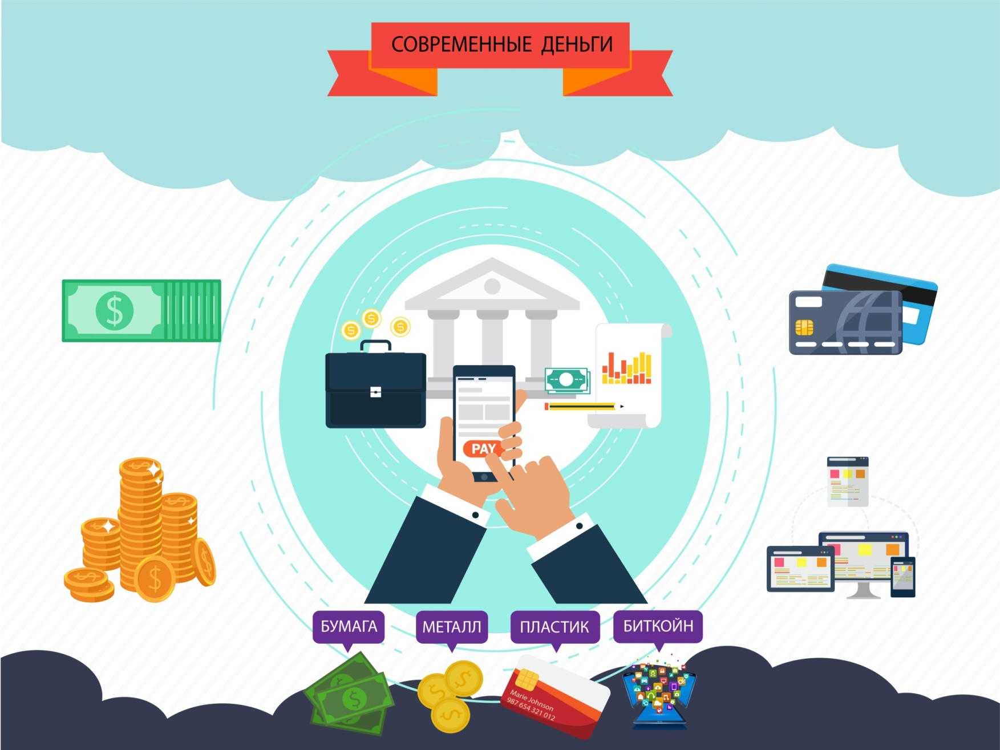 СОВРЕМЕННЫЕ ДЕНЬГИ
PAY
БУМАГА
МЕТАЛЛ
ПЛАСТИК
БИТКОЙН
Marie Johnson
987 654 321 012